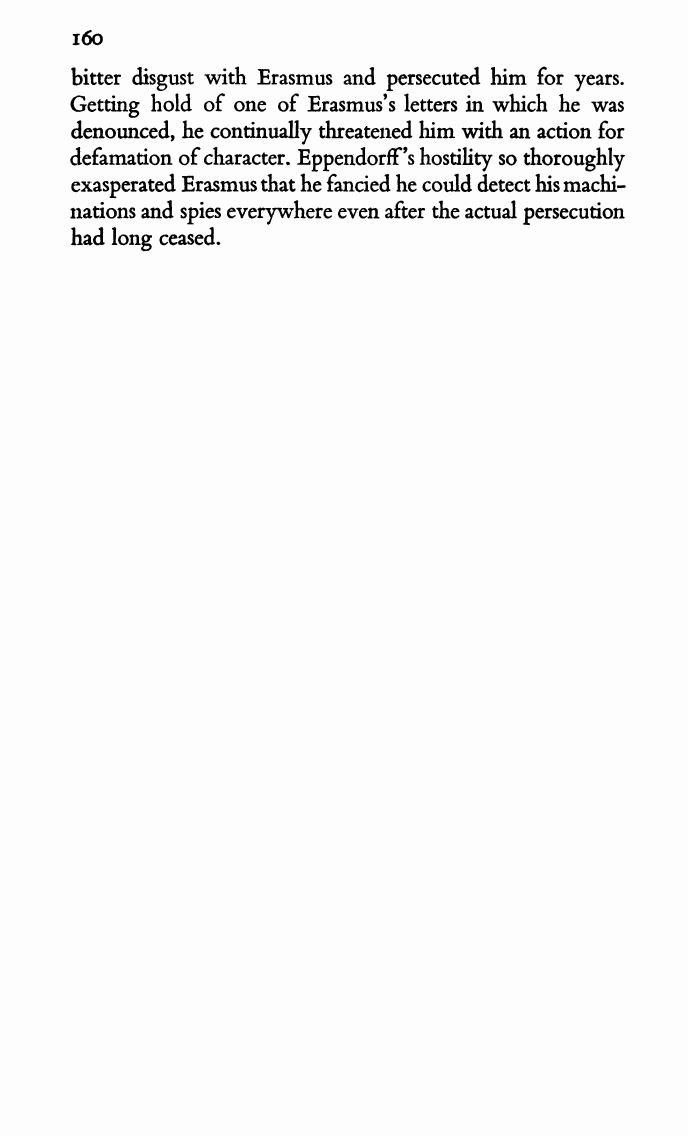 160
bitter disgust with Erasmus and persecuted him for years.
Getting hold of one of Erasmus's letters in which he was
denounced, he continually threatened him with an action for
defamation of character. Eppendorff's hostility so thoroughly
exasperated Erasmus that he fancied he could detect his machi-
nations and spies everywhere even after the actual persecution
had long ceased.